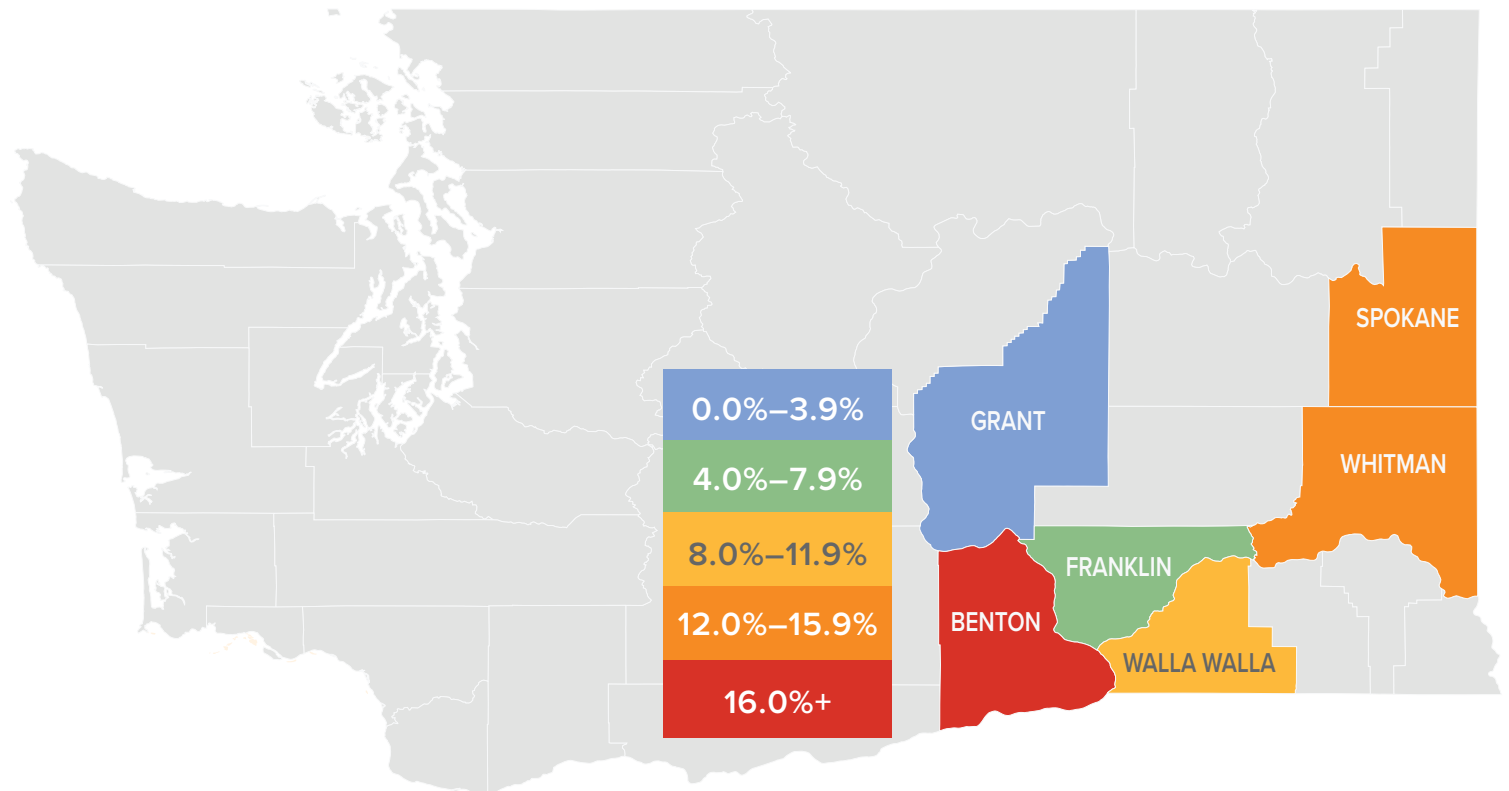 SPOKANE
0.0%–3.9%
GRANT
4.0%–7.9%
WHITMAN
8.0%–11.9%
FRANKLIN
12.0%–15.9%
BENTON
WALLA WALLA
16.0%+